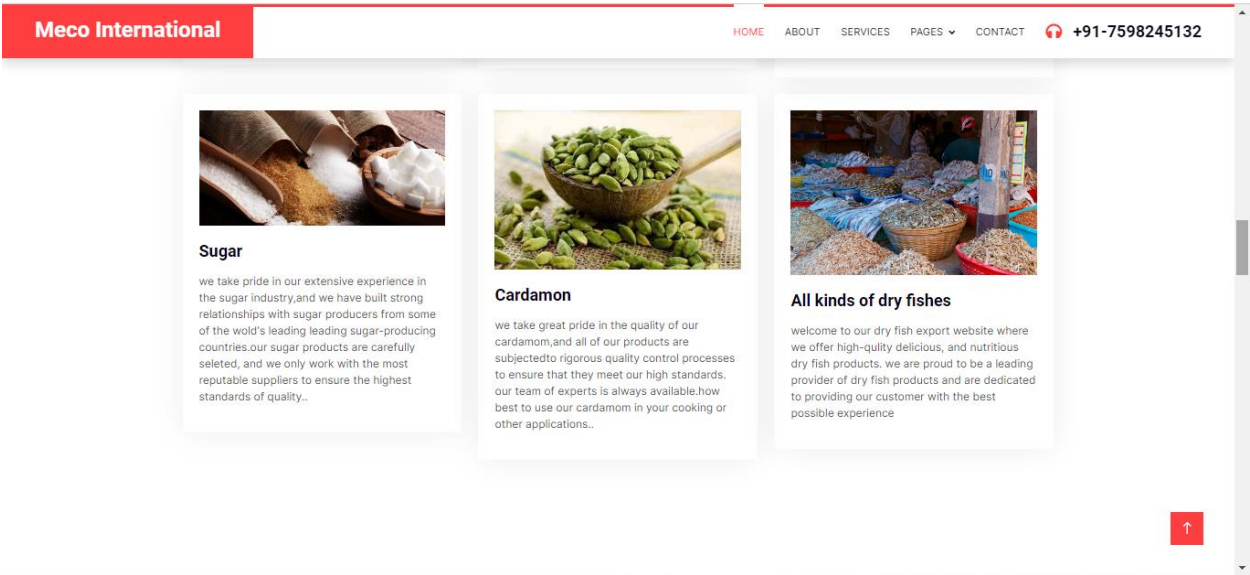 Meco International
HOME ABOUT SERVICES PAGES CONTACT +91-7598245132
Sugar
we take pride in our extensive experience in
the sugar industry,and we have built strong
relationships with sugar producers from some
of the wold's leading leading sugar-producing
countries.our sugar products are carefully
seleted, and we only work with the most
reputable suppliers to ensure the highest
standards of quality..
Cardamon
we take great pride in the quality of our
cardamom,and all of our products are
subjectedto rigorous quality control processes
to ensure that they meet our high standards.
our team of experts is always available.how
best to use our cardamom in your cooking or
other applications..
All kinds of dry fishes
welcome to our dry fish export website where
we offer high-qulity delicious, and nutritious
dry fish products. we are proud to be a leading
provider of dry fish products and are dedicated
to providing our customer with the best
possible experience